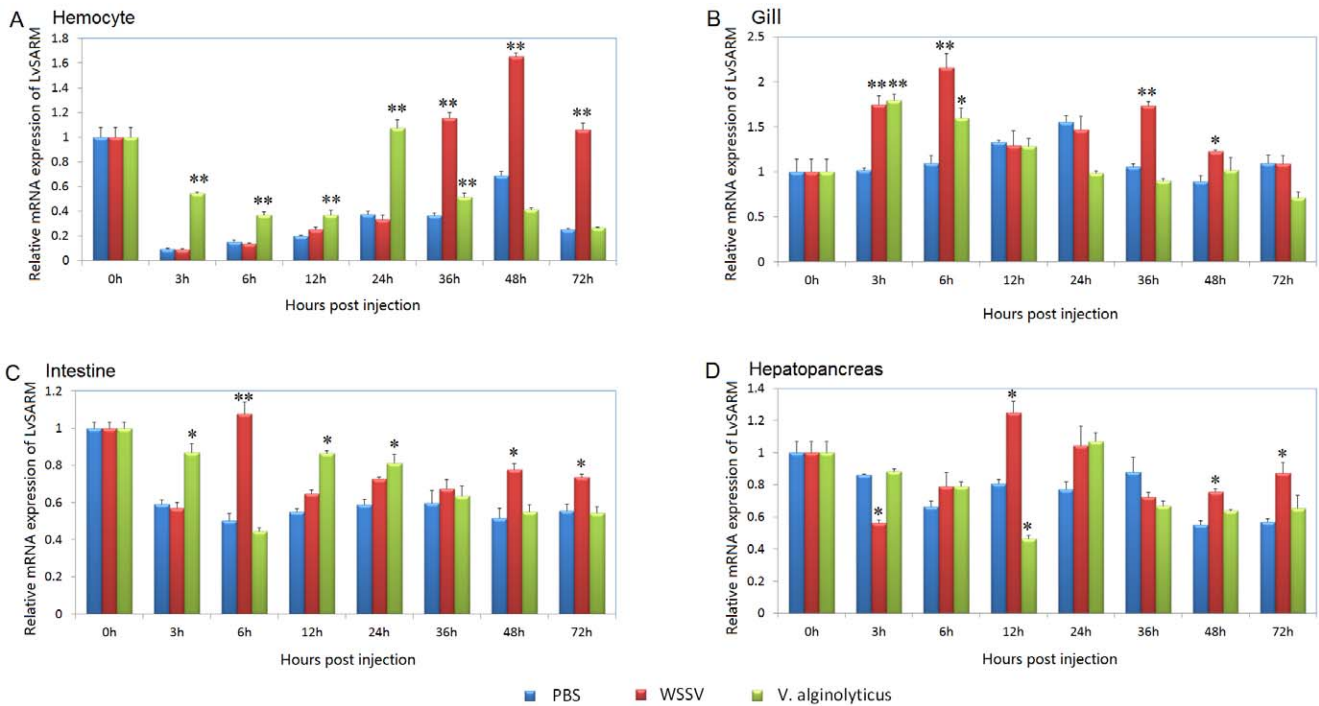 A Hemocyte
Relative mRNA expression of LvSARM
1.8
1.6
1.4
1.2
1
0.8
0.6
0.4
0.2
0
** ** ** ** ** ** ** **
0h 3h 6h 12h 24h 36h 48h 72h
Hours post injection
B Gill
Relative mRNA expression of LvSARM
2.5
2
1.5
1
0.5
0
**** ** * ** *
0h 3h 6h 12h 24h 36h 48h 72h
Hours post injection
C Intestine
Relative mRNA expression of LvSARM
1.2
1
0.8
0.6
0.4
0.2
0
* ** * * * *
0h 3h 6h 12h 24h 36h 48h 72h
Hours post injection
D Hepatopancreas
Relative mRNA expression of LvSARM
1.4
1.2
1
0.8
0.6
0.4
0.2
0
* * * * *
0h 3h 6h 12h 24h 36h 48h 72h
Hours post injection
PBS WSSV V. alginolyticus